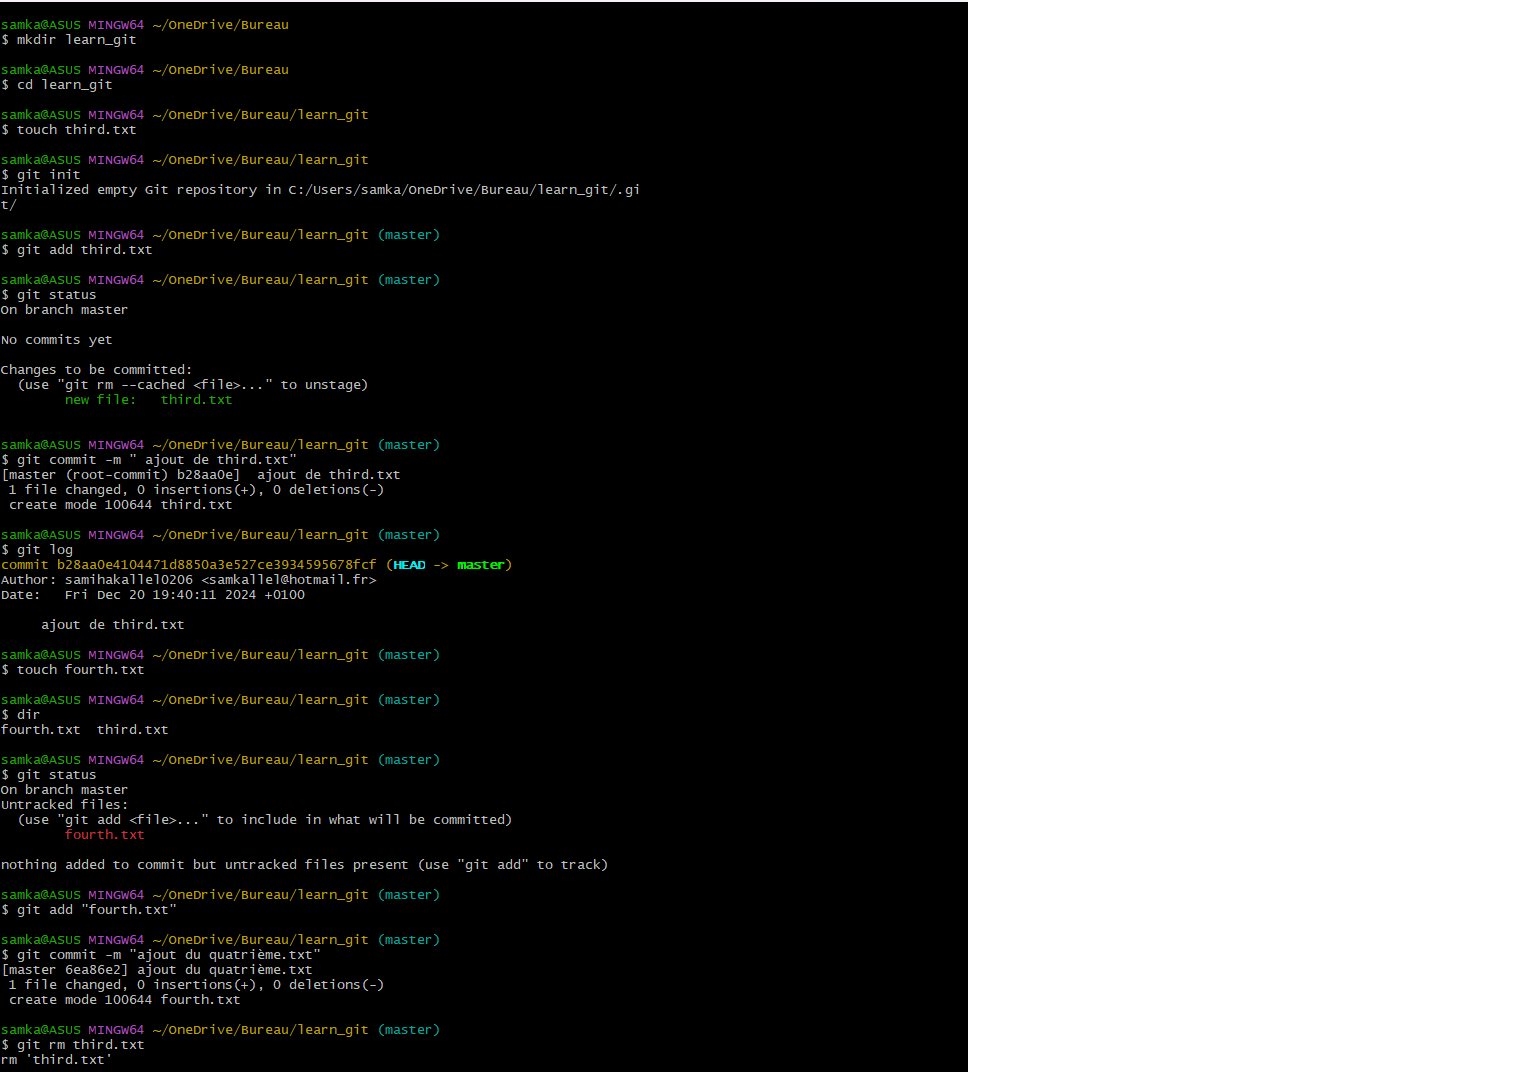 samka@ASUS MINGW64 ~/OneDrive/Bureau
$ mkdir learn_git
samka@ASUS MINGW64 ~/OneDrive/Bureau
$ cd learn_git
samka@ASUS MINGW64 ~/OneDrive/Bureau/learn_git
$ touch third.txt
samka@ASUS MINGW64 ~/OneDrive/Bureau/learn_git
$ git init
Initialized empty Git repository in C:/Users/samka/OneDrive/Bureau/learn_git/.gi
t/
samka@ASUS MINGW64 ~/OneDrive/Bureau/learn_git (master)
$ git add third.txt
samka@ASUS MINGW64 ~/OneDrive/Bureau/learn_git (master)
$ git status
On branch master
No commits yet
Changes to be committed:
  (use "git rm --cached <file>..." to unstage)
        new file:   third.txt
samka@ASUS MINGW64 ~/OneDrive/Bureau/learn_git (master)
$ git commit -m " ajout de third.txt"
[master (root-commit) b28aa0e]  ajout de third.txt
 1 file changed, 0 insertions(+), 0 deletions(-)
 create mode 100644 third.txt
samka@ASUS MINGW64 ~/OneDrive/Bureau/learn_git (master)
$ git log
commit b28aa0e4104471d8850a3e527ce3934595678fcf (HEAD -> master)
Author: samihakallel0206 <samkallel@hotmail.fr>
Date:   Fri Dec 20 19:40:11 2024 +0100
     ajout de third.txt
samka@ASUS MINGW64 ~/OneDrive/Bureau/learn_git (master)
$ touch fourth.txt
samka@ASUS MINGW64 ~/OneDrive/Bureau/learn_git (master)
$ dir
fourth.txt  third.txt
samka@ASUS MINGW64 ~/OneDrive/Bureau/learn_git (master)
$ git status
On branch master
Untracked files:
  (use "git add <file>..." to include in what will be committed)
        fourth.txt
nothing added to commit but untracked files present (use "git add" to track)
samka@ASUS MINGW64 ~/OneDrive/Bureau/learn_git (master)
$ git add "fourth.txt"
samka@ASUS MINGW64 ~/OneDrive/Bureau/learn_git (master)
$ git commit -m "ajout du quatrième.txt"
[master 6ea86e2] ajout du quatrième.txt
 1 file changed, 0 insertions(+), 0 deletions(-)
 create mode 100644 fourth.txt
samka@ASUS MINGW64 ~/OneDrive/Bureau/learn_git (master)
$ git rm third.txt
rm 'third.txt'